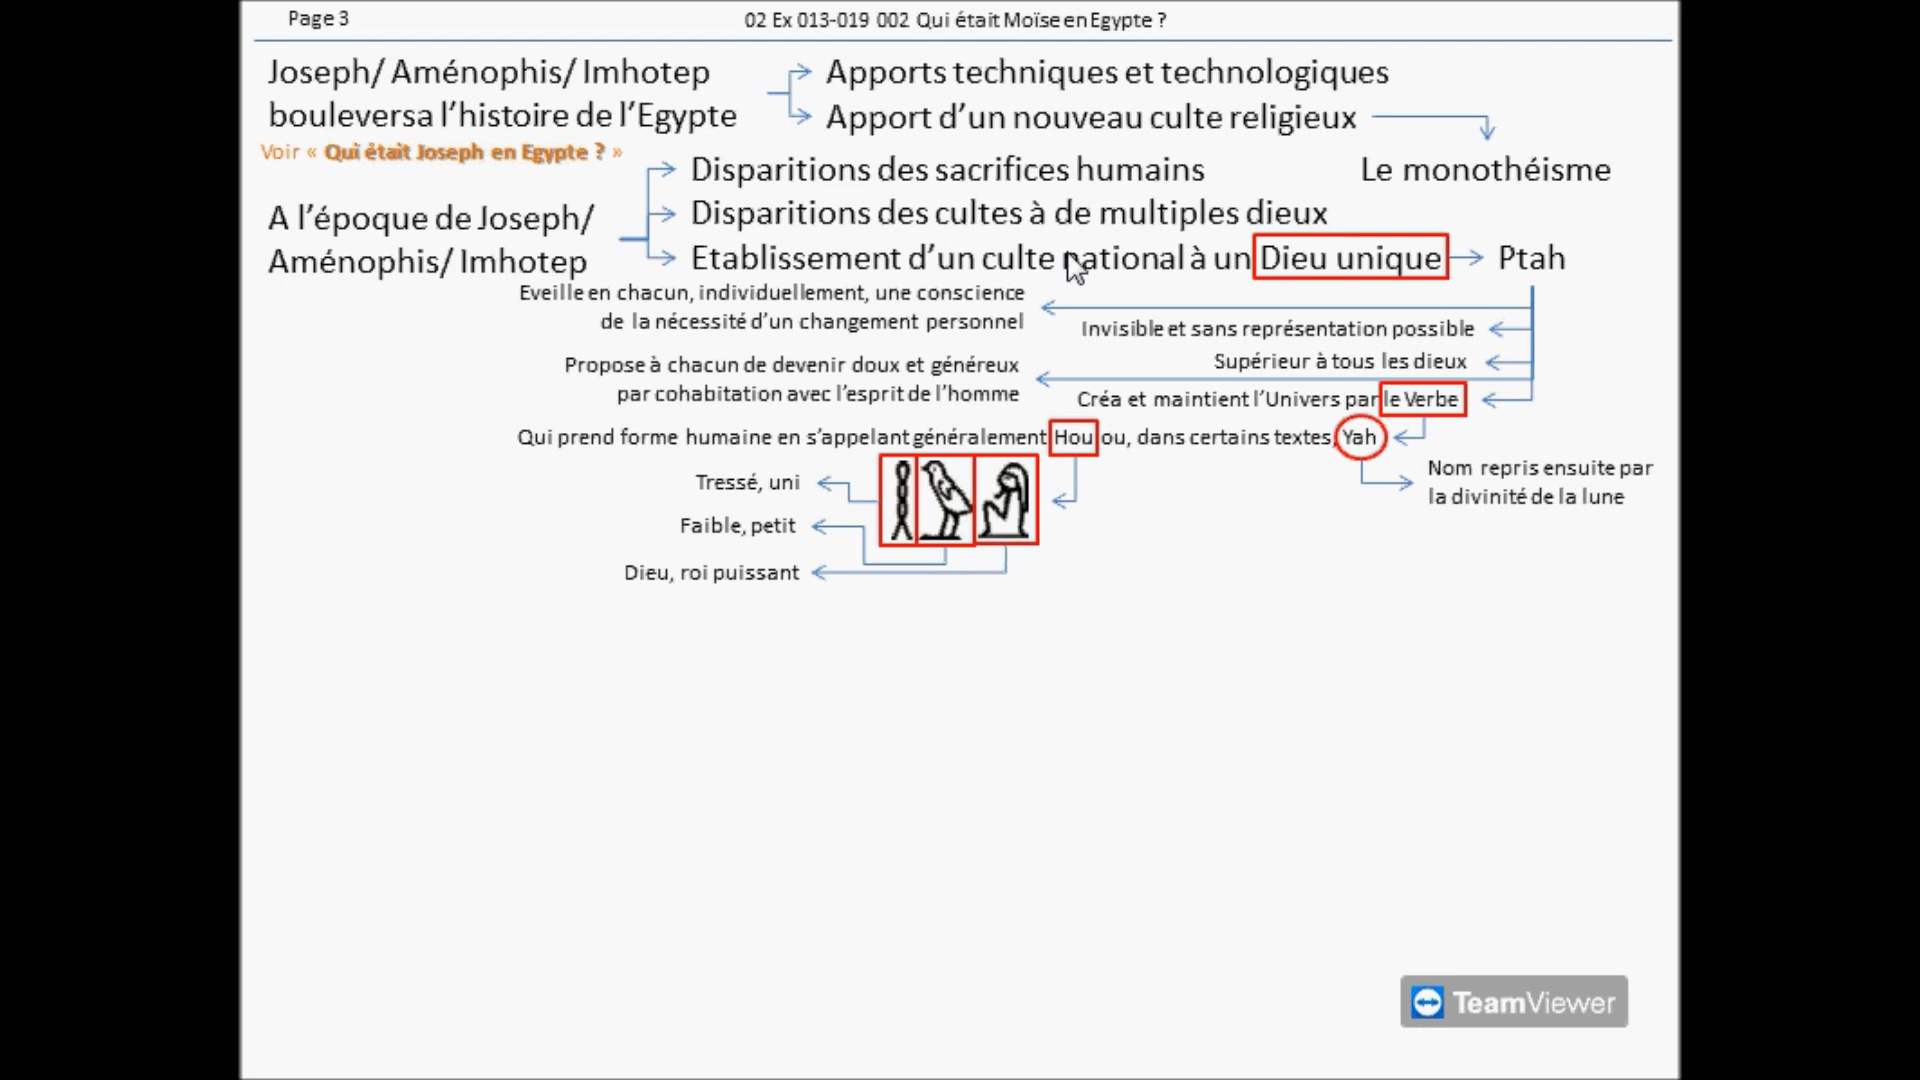 Page 3
02 Ex 013-019 002 Qui était Moïse en Egypte ?
Joseph/ Aménophis/ Imhotep
bouleversa l’histoire de l’Egypte
Apports techniques et technologiques
Apport d’un nouveau culte religieux
Voir « Qui était Joseph en Egypte ? »
Le monothéisme
A l’époque de Joseph/
Aménophis/ Imhotep
Disparitions des sacrifices humains
Disparitions des cultes à de multiples dieux
Etablissement d’un culte national à un Dieu unique
Ptah
Eveille en chacun, individuellement, une conscience
de la nécessité d’un changement personnel
Invisible et sans représentation possible
Supérieur à tous les dieux
Propose à chacun de devenir doux et généreux
par cohabitation avec l’esprit de l’homme
Créa et maintient l’Univers par le Verbe
Qui prend forme humaine en s’appelant généralement Hou ou, dans certains textes, Yah
Nom repris ensuite par
la divinité de la lune
Tressé, uni
Faible, petit
Dieu, roi puissant
TeamViewer